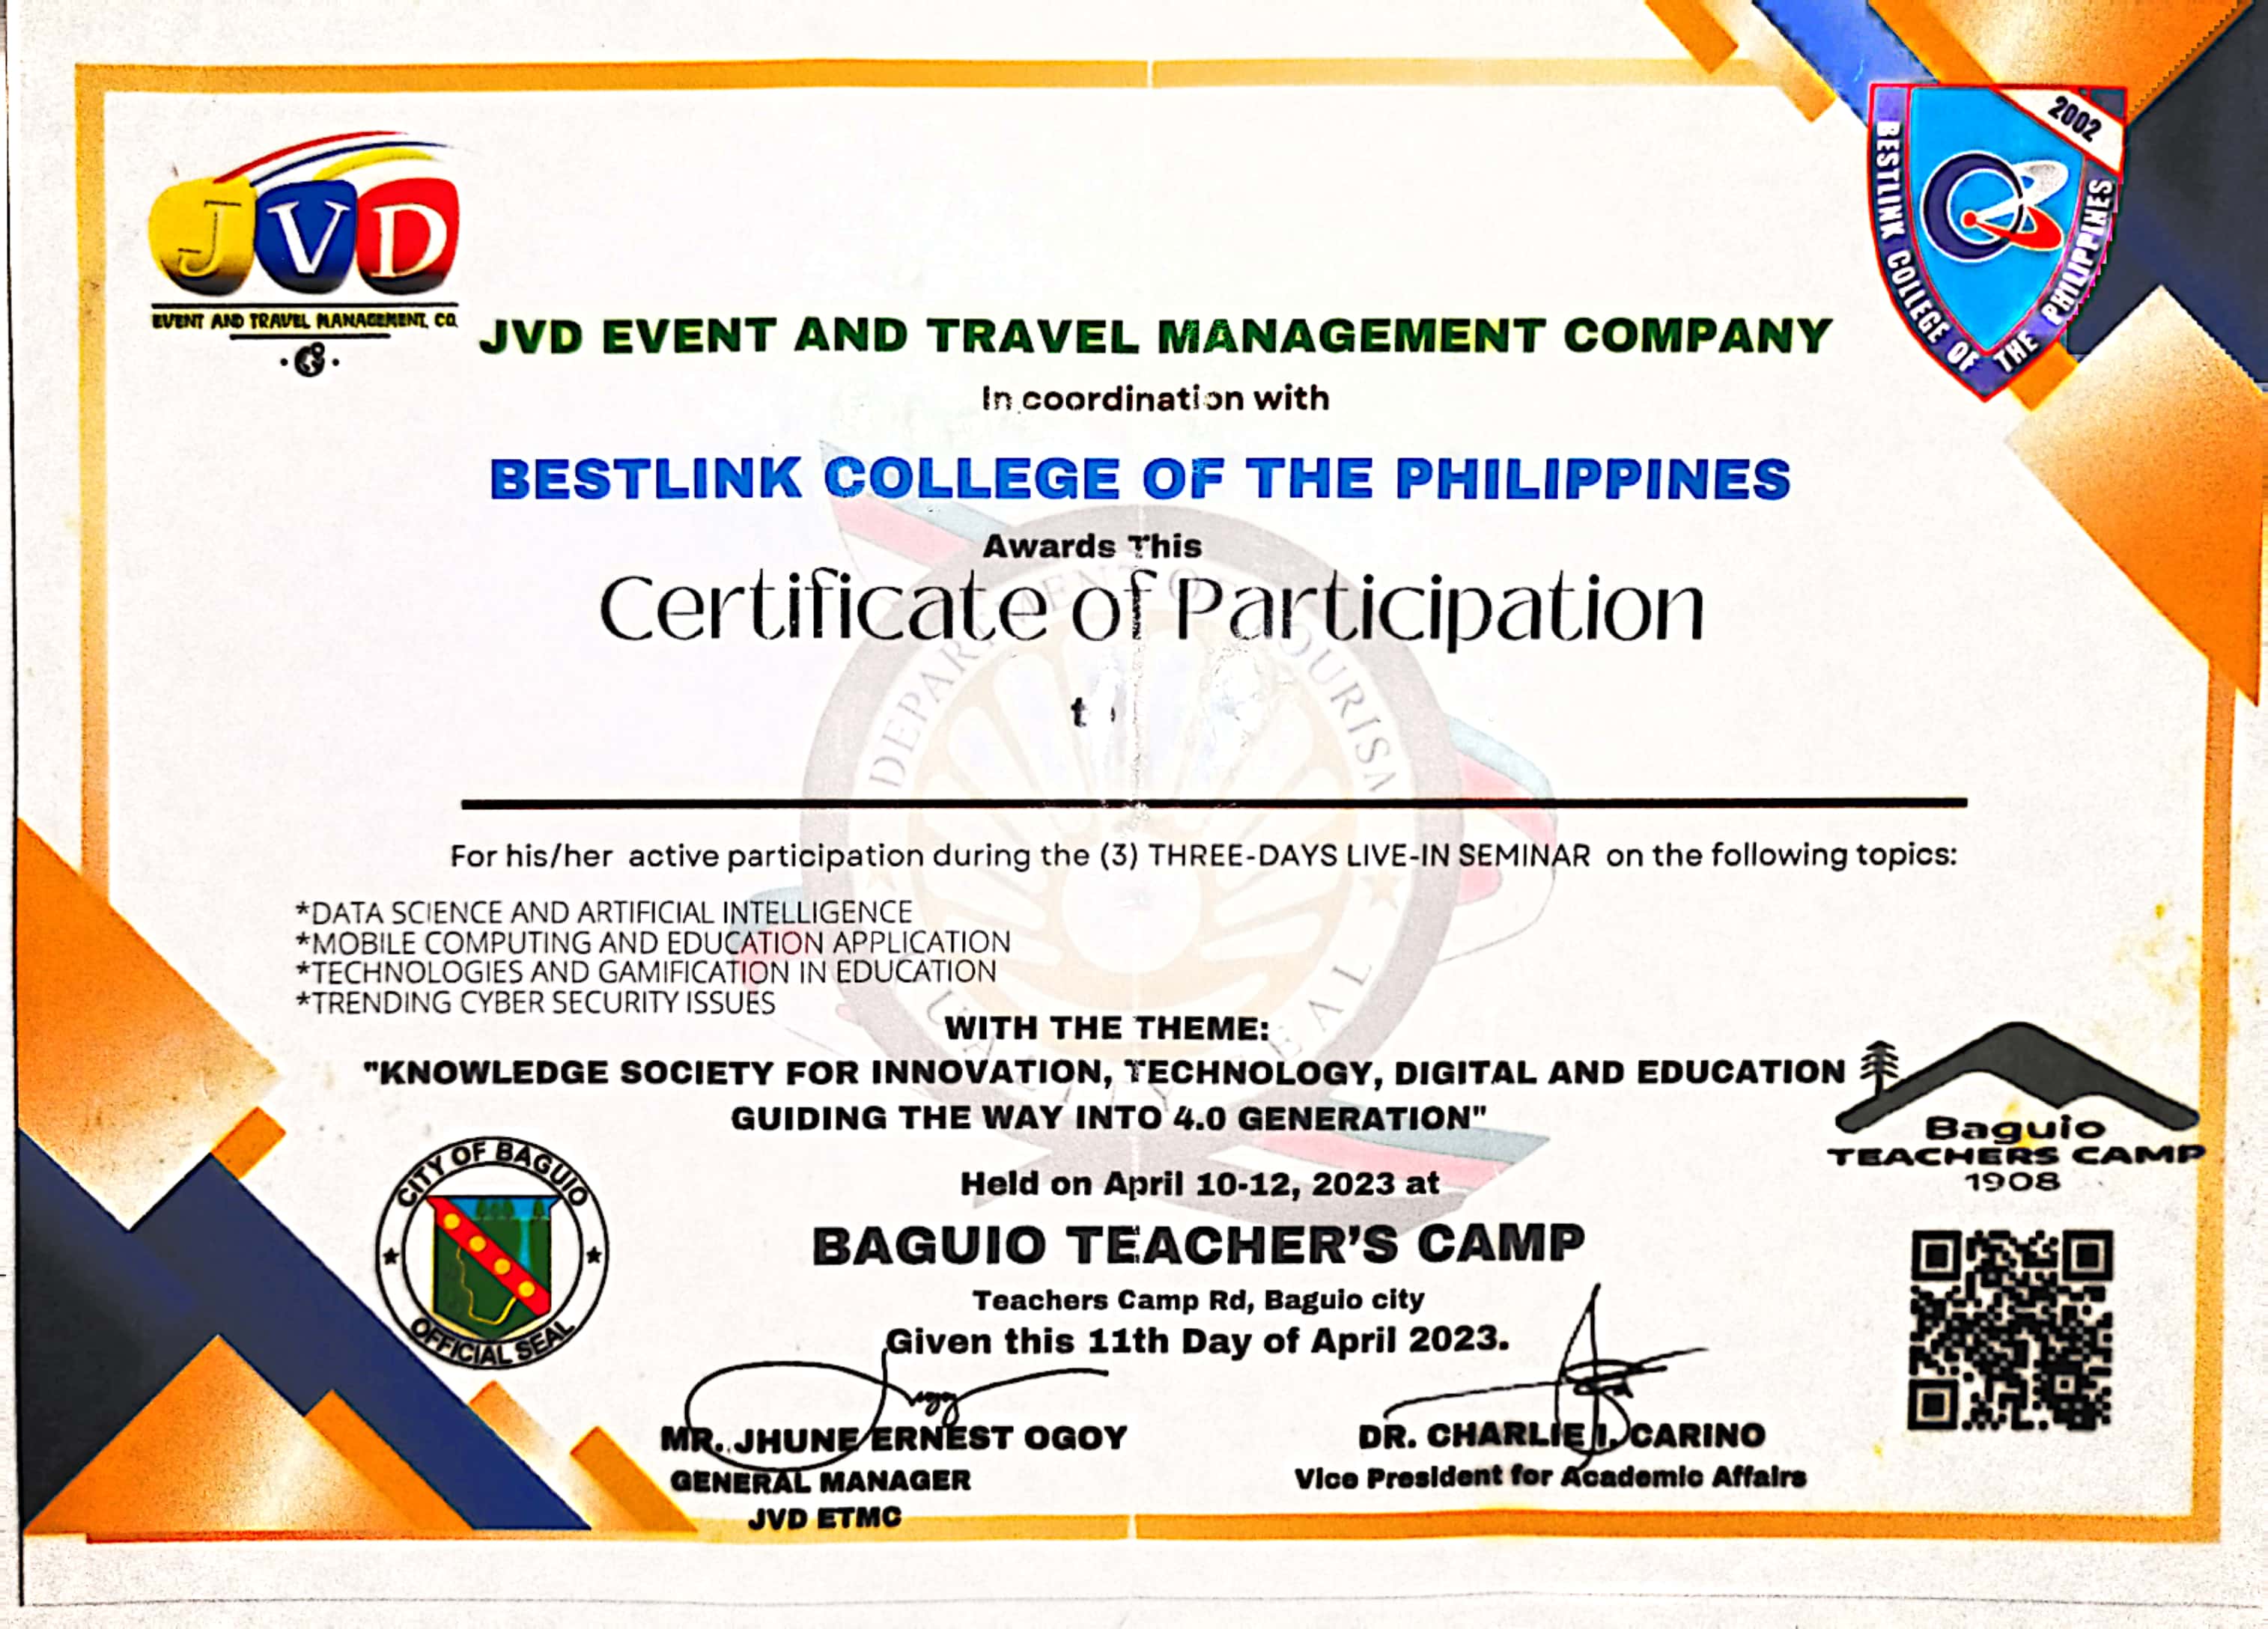 JVD
EVENT AND TRAVEL MANAGEMENT, CO.
2002
BESTLINK COLLEGE OF THE PHILIPPINES
JVD EVENT AND TRAVEL MANAGEMENT COMPANY
In coordination with
BESTLINK COLLEGE OF THE PHILIPPINES
Awards This
Certificate of Participation
DEPARTMENT OF TOURISM
For his/her active participation during the (3) THREE-DAYS LIVE-IN SEMINAR on the following topics:
*DATA SCIENCE AND ARTIFICIAL INTELLIGENCE
*MOBILE COMPUTING AND EDUCATION APPLICATION
*TECHNOLOGIES AND GAMIFICATION IN EDUCATION
*TRENDING CYBER SECURITY ISSUES
WITH THE THEME:
"KNOWLEDGE SOCIETY FOR INNOVATION, TECHNOLOGY, DIGITAL AND EDUCATION
GUIDING THE WAY INTO 4.0 GENERATION"
Baguio
TEACHERS CAMP
1908
CITY OF BAGUIO
OFFICIAL SEAL
Held on April 10-12, 2023 at
BAGUIO TEACHER'S CAMP
Teachers Camp Rd, Baguio city
Given this 11th Day of April 2023.
MR. JHUNE ERNEST OGOY
GENERAL MANAGER
JVD ETMC
DR. CHARLIE I. CARINO
Vice President for Academic Affairs